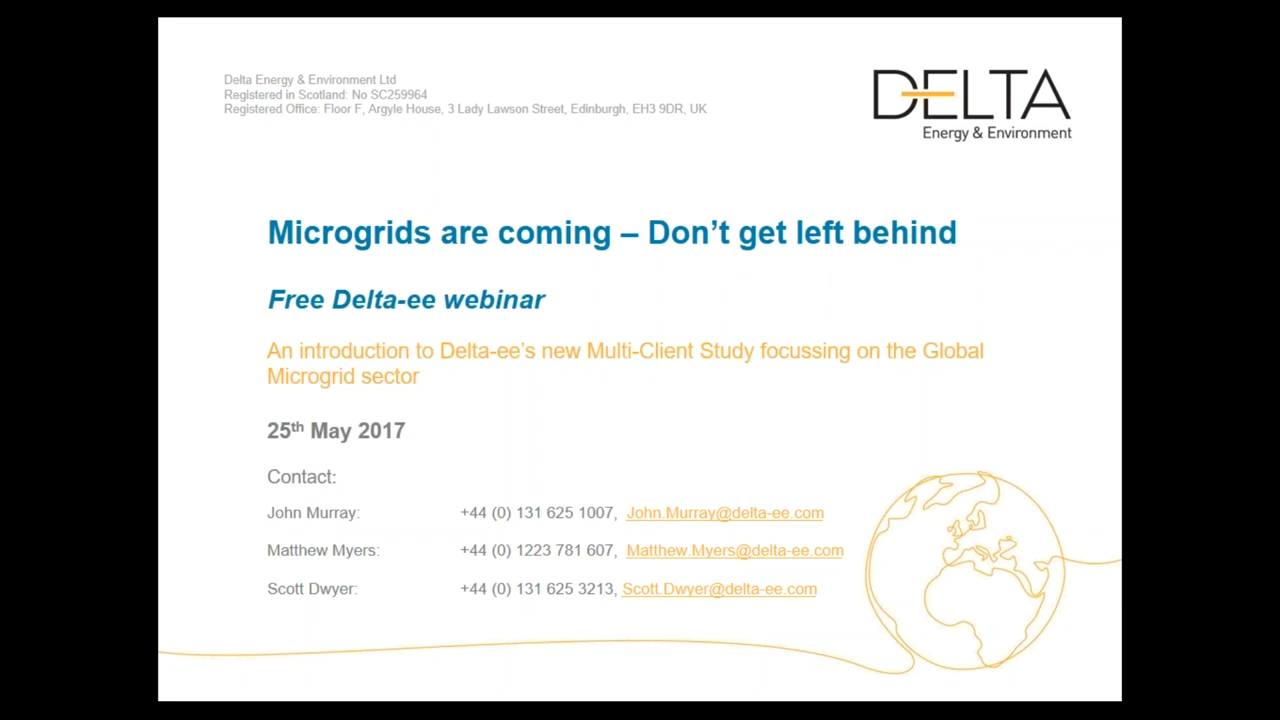 Delta Energy & Environment Ltd
Registered in Scotland: No SC259964
Registered Office: Floor F, Argyle House, 3 Lady Lawson Street, Edinburgh, EH3 9DR, UK
DELTA
Energy & Environment
Microgrids are coming – Don’t get left behind
Free Delta-ee webinar
An introduction to Delta-ee’s new Multi-Client Study focussing on the Global
Microgrid sector
25th May 2017
Contact:
John Murray: +44 (0) 131 625 1007, John.Murray@delta-ee.com
Matthew Myers: +44 (0) 1223 781 607, Matthew.Myers@delta-ee.com
Scott Dwyer: +44 (0) 131 625 3213, Scott.Dwyer@delta-ee.com